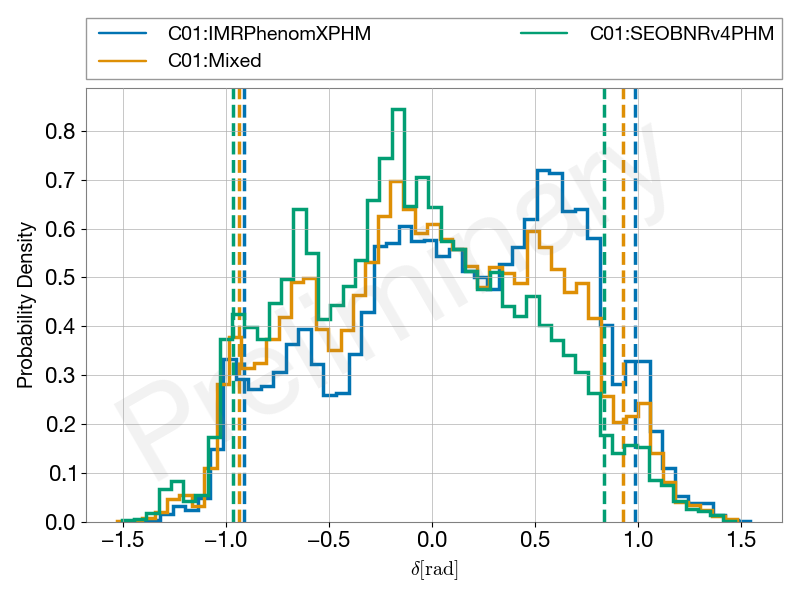 C01:IMRPhenomXPHM
C01:Mixed
C01:SEOBNRv4PHM
Preliminary
Probability Density
0.8
0.7
0.6
0.5
0.4
0.3
0.2
0.1
0.0
−1.5 −1.0 −0.5 0.0 0.5 1.0 1.5
δ[rad]